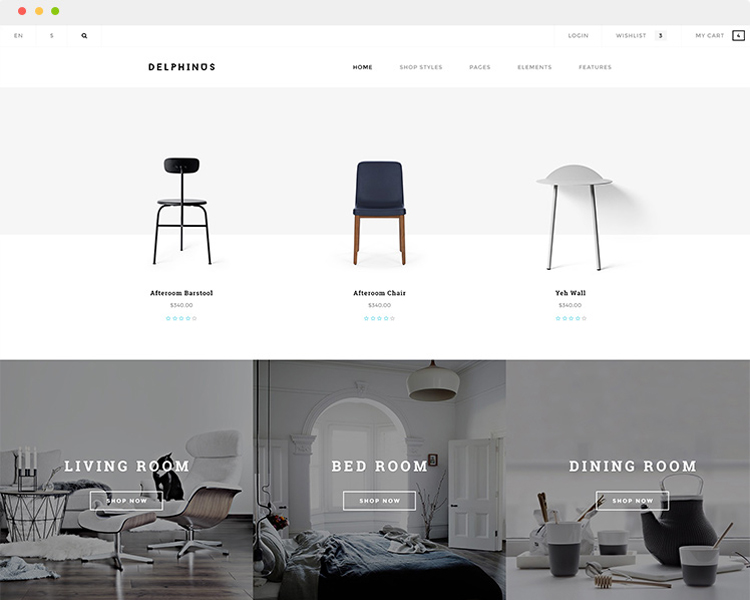 EN $ LOGIN WISHLIST 3 MY CART 4
DELPHINUS HOME SHOP STYLES PAGES ELEMENTS FEATURES
Afteroom Barstool Afteroom Chair Yeh Wall
$340.00 $340.00 $340.00
LIVING ROOM BED ROOM DINING ROOM
SHOP NOW SHOP NOW SHOP NOW